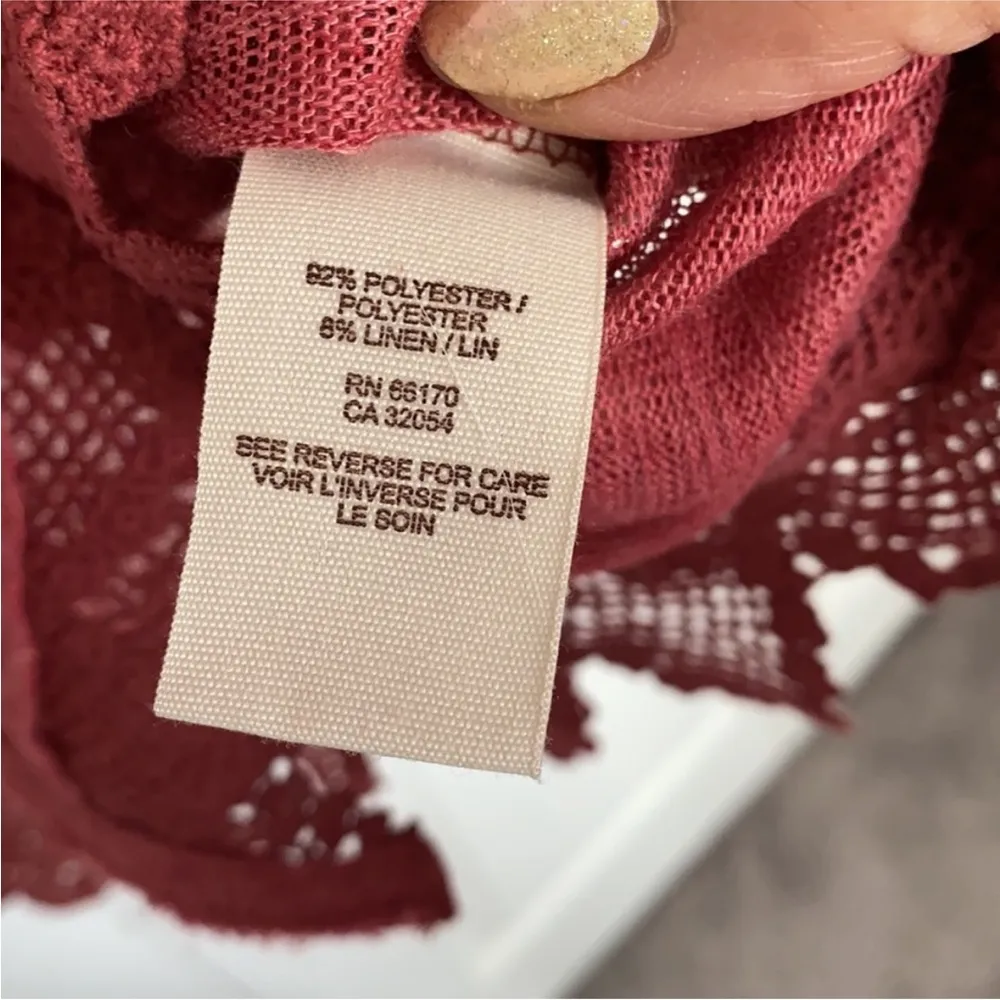 92% POLYESTER /
POLYESTER
8% LINEN / LIN
RN 66170
CA 32054
SEE REVERSE FOR CARE
VOIR L'INVERSE POUR
LE SOIN